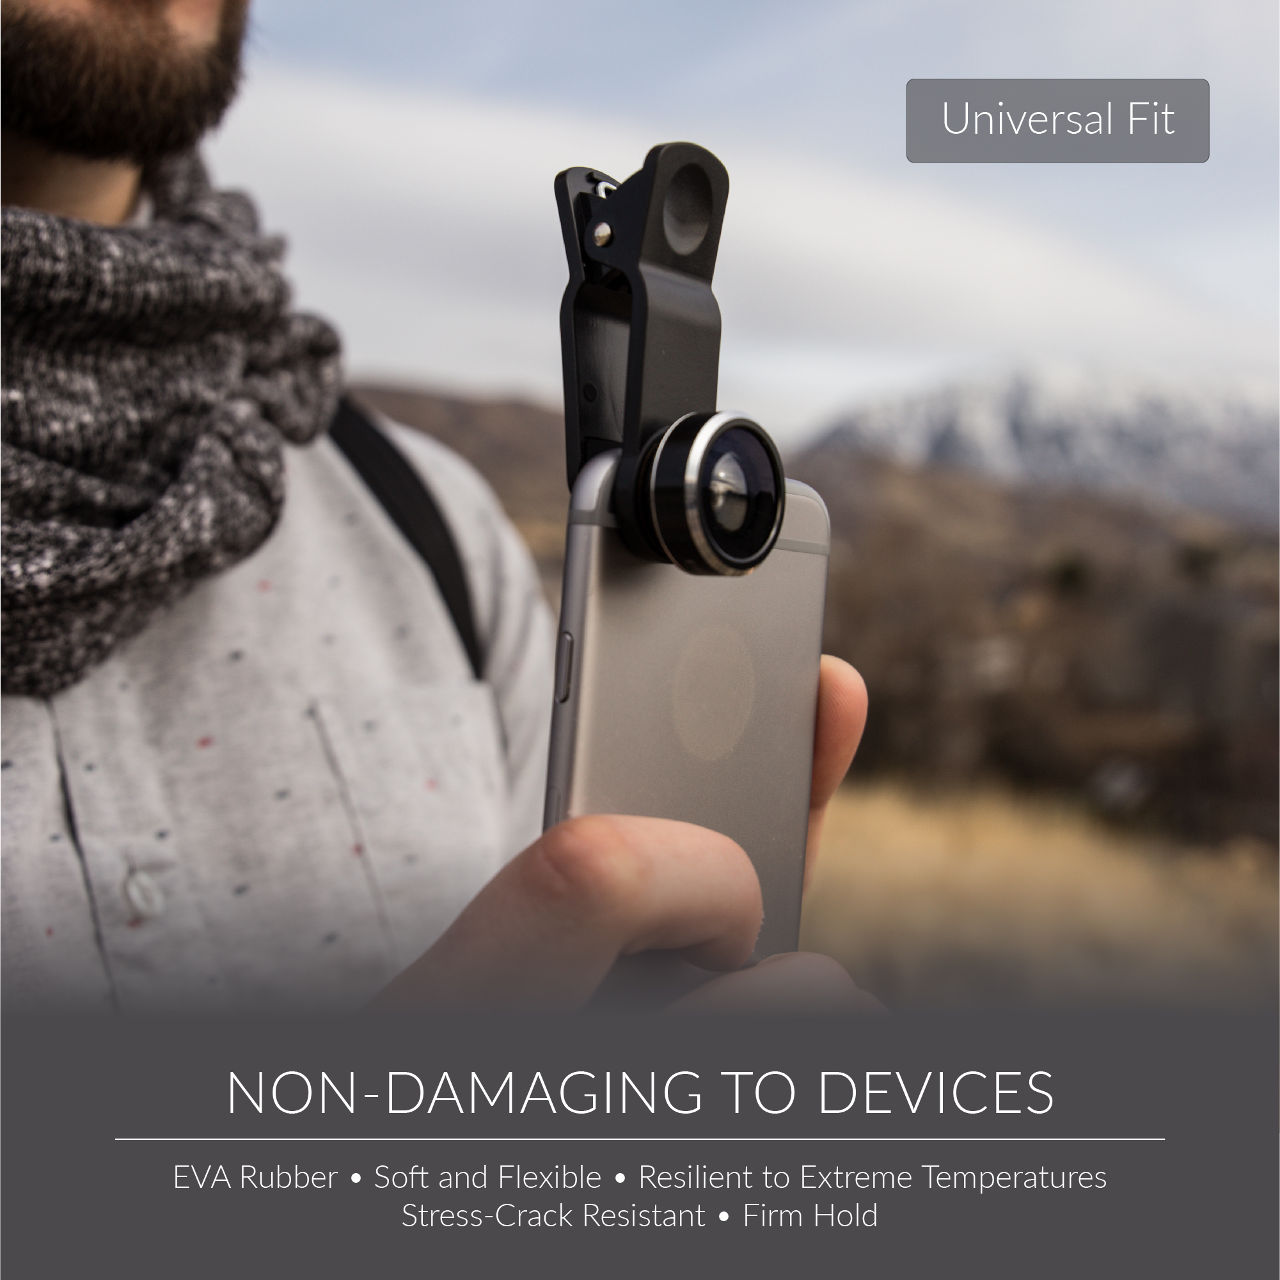 Universal Fit
NON-DAMAGING TO DEVICES
EVA Rubber • Soft and Flexible • Resilient to Extreme Temperatures
Stress-Crack Resistant • Firm Hold